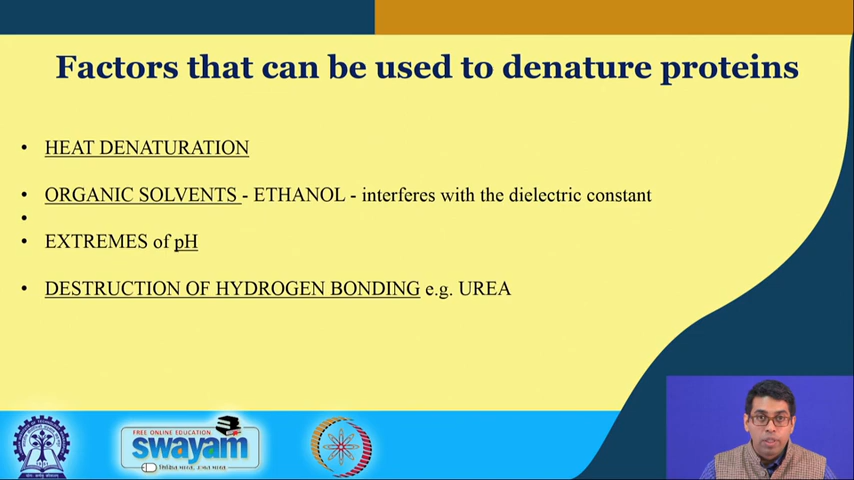 Factors that can be used to denature proteins
• HEAT DENATURATION
• ORGANIC SOLVENTS - ETHANOL - interferes with the dielectric constant
•
• EXTREMES of pH
• DESTRUCTION OF HYDROGEN BONDING e.g. UREA
FREE ONLINE EDUCATION
swayam